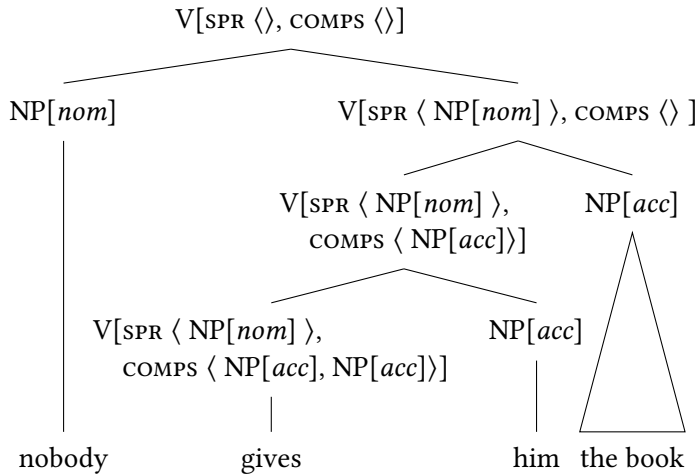 V[SPR ⟨⟩, COMPS ⟨⟩]
NP[nom] V[SPR ⟨ NP[nom] ⟩, COMPS ⟨⟩ ]
V[SPR ⟨ NP[nom] ⟩, NP[acc]
COMPS ⟨ NP[acc]⟩]
V[SPR ⟨ NP[nom] ⟩, NP[acc]
COMPS ⟨ NP[acc], NP[acc]⟩]
nobody gives him the book